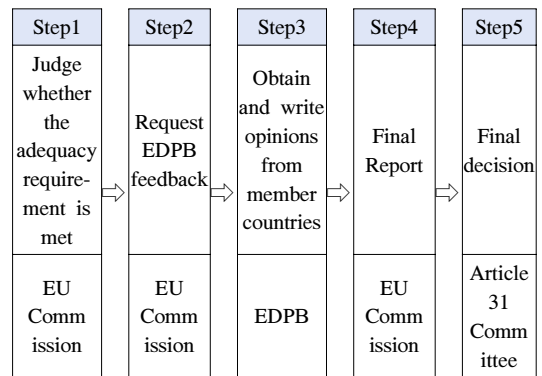 Step1
Judge
whether
the
adequacy
require-
ment is
met
EU
Comm
ission
Step2
Request
EDPB
feedback
EU
Comm
ission
Step3
Obtain
and write
opinions
from
member
countries
EDPB
Step4
Final
Report
EU
Comm
ission
Step5
Final
decision
Article
31
Comm
ittee